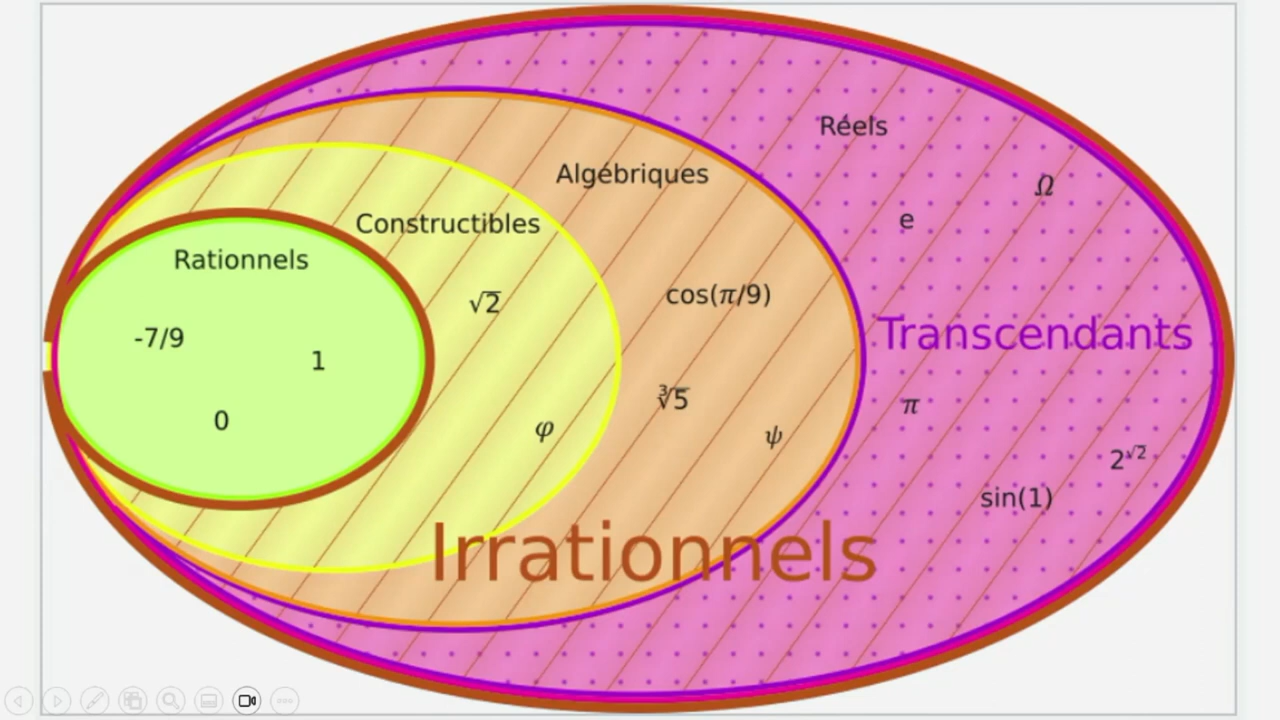 Réels
Algébriques
Ω
Constructibles
e
Rationnels
cos(π/9)
√2
Transcendants
-7/9
1
∛5
π
0
φ
ψ
2^√2
sin(1)
Irrationnels